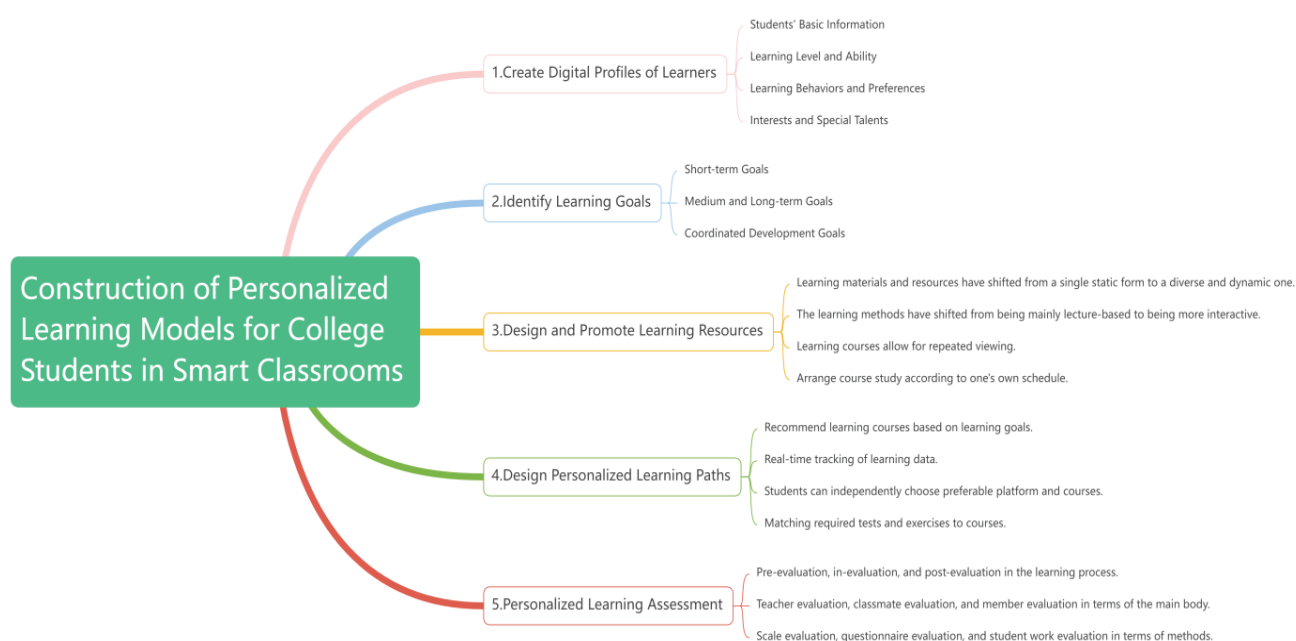 Construction of Personalized
Learning Models for College
Students in Smart Classrooms
1.Create Digital Profiles of Learners
Students' Basic Information
Learning Level and Ability
Learning Behaviors and Preferences
Interests and Special Talents
2.Identify Learning Goals
Short-term Goals
Medium and Long-term Goals
Coordinated Development Goals
3.Design and Promote Learning Resources
Learning materials and resources have shifted from a single static form to a diverse and dynamic one.
The learning methods have shifted from being mainly lecture-based to being more interactive.
Learning courses allow for repeated viewing.
Arrange course study according to one's own schedule.
4.Design Personalized Learning Paths
Recommend learning courses based on learning goals.
Real-time tracking of learning data.
Students can independently choose preferable platform and courses.
Matching required tests and exercises to courses.
5.Personalized Learning Assessment
Pre-evaluation, in-evaluation, and post-evaluation in the learning process.
Teacher evaluation, classmate evaluation, and member evaluation in terms of the main body.
Scale evaluation, questionnaire evaluation, and student work evaluation in terms of methods.